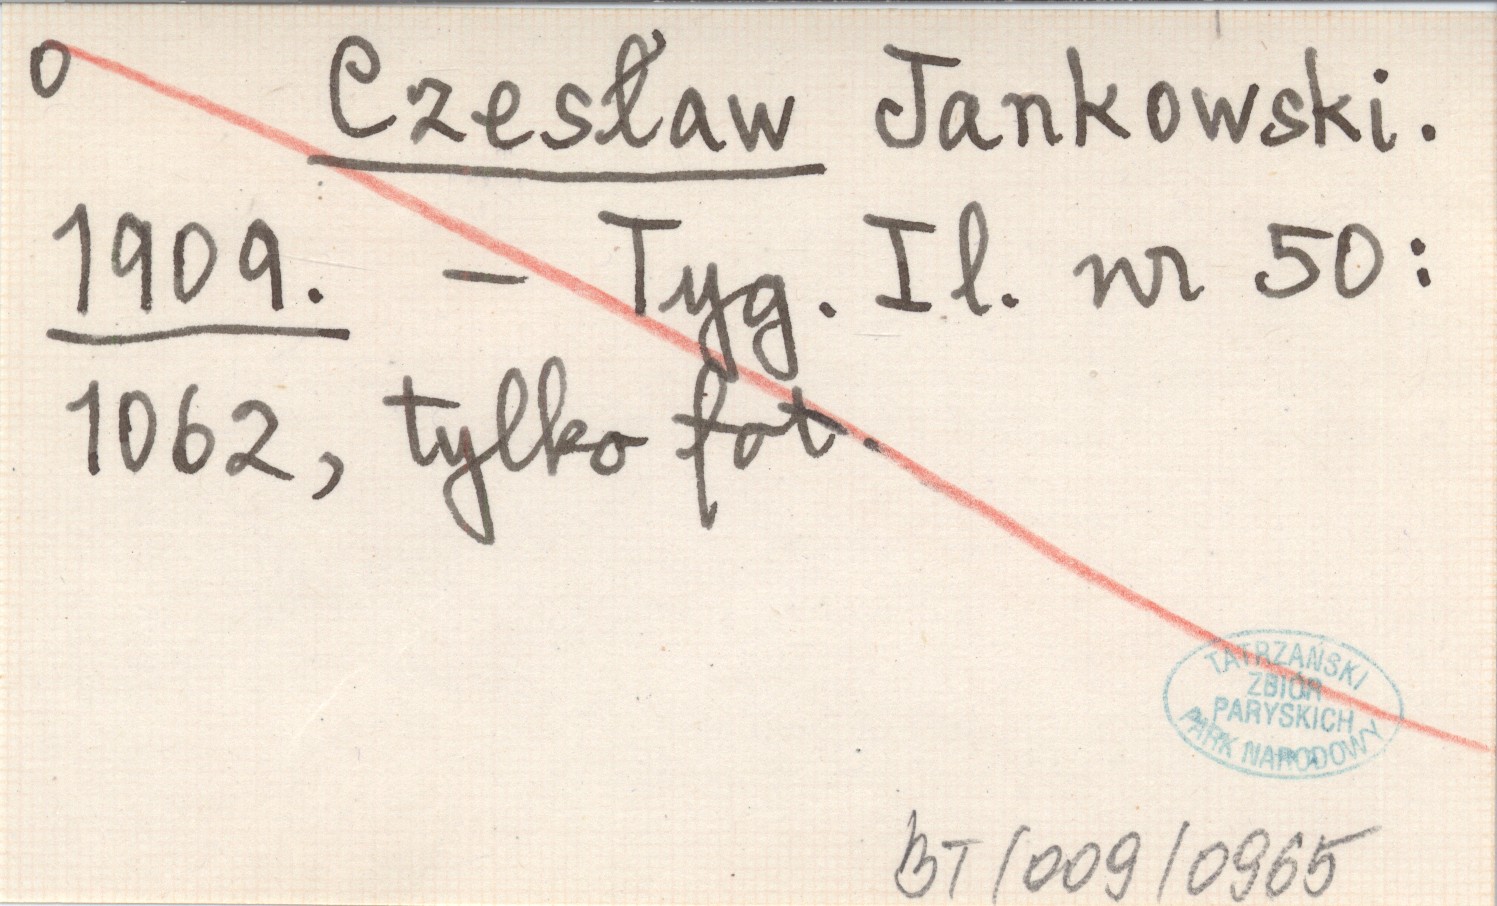 o Czesław Jankowski.
1909. – Tyg. Il. nr 50:
1062, tylko fot.
TATRZAŃSKI
ZBIÓR
PARYSKICH
PARK NARODOWY
BT/009/0965